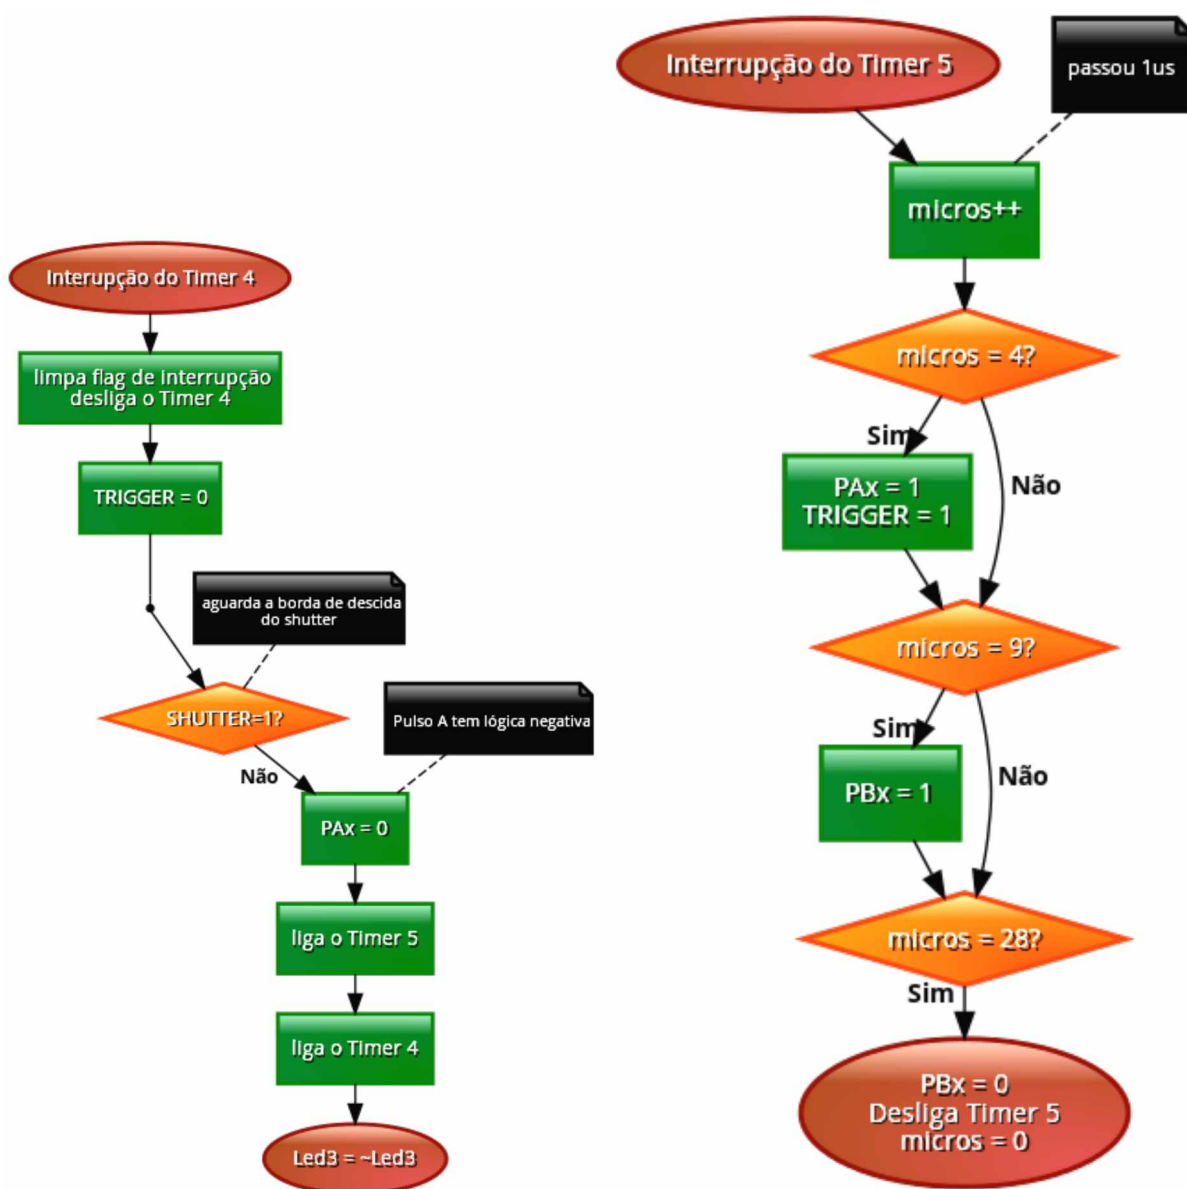 Interupção do Timer 4
limpa flag de interrupção
desliga o Timer 4
TRIGGER = 0
aguarda a borda de descida
do shutter
SHUTTER=1?
Não
Pulso A tem lógica negativa
PAx = 0
liga o Timer 5
liga o Timer 4
Led3 = ~Led3
Interrupção do Timer 5
passou 1us
micros++
micros = 4?
Sim
Não
PAx = 1
TRIGGER = 1
micros = 9?
Sim
Não
PBx = 1
micros = 28?
Sim
PBx = 0
Desliga Timer 5
micros = 0